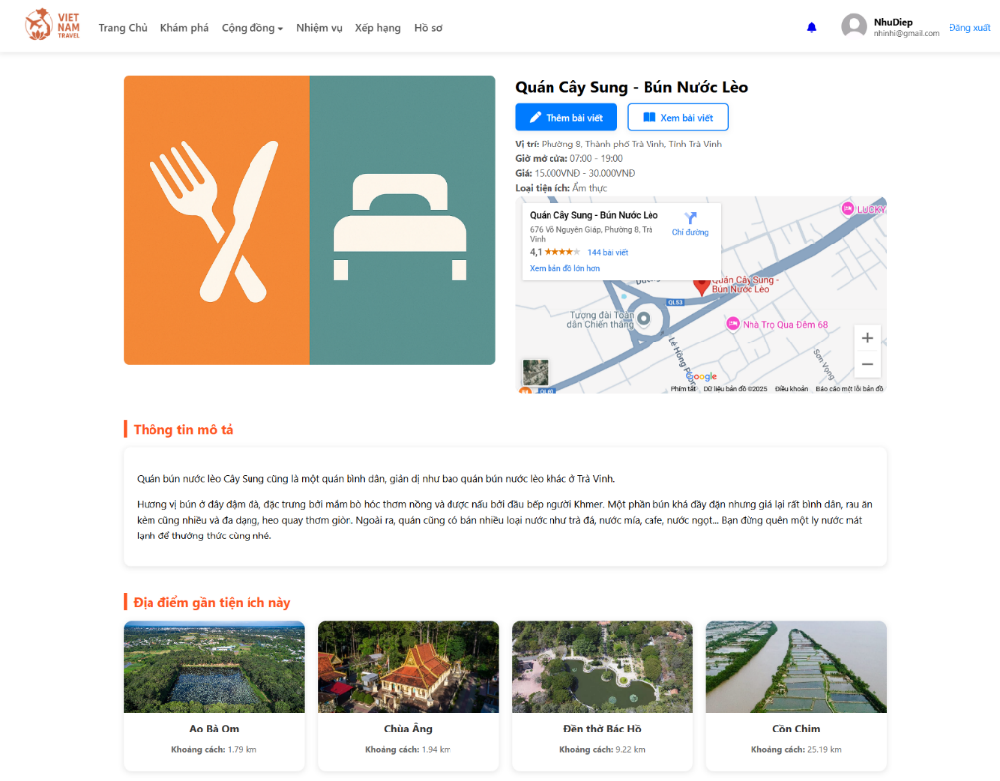 VIET
NAM
TRAVEL
Trang Chủ Khám phá Cộng đồng Nhiệm vụ Xếp hạng Hồ sơ
NhuDiep
nhinhi@gmail.com
Đăng xuất
Quán Cây Sung - Bún Nước Lèo
Thêm bài viết Xem bài viết
Vị trí: Phường 8, Thành phố Trà Vinh, Tỉnh Trà Vinh
Giờ mở cửa: 07:00 - 19:00
Giá: 15.000VNĐ - 30.000VNĐ
Loại tiện ích: Ẩm thực
Quán Cây Sung - Bún Nước Lèo
676 Võ Nguyên Giáp, Phường 8, Trà
Vinh
4,1 144 bài viết
Xem bản đồ lớn hơn
Chỉ đường
LUCKY
Quán Cây Sung -
Bún Nước Lèo
QL53
Tượng đài Toàn
dân Chiến thắng
Nhà Trọ Qua Đêm 68
Lê Hồng Phong
Sơn Vọng
Google
QL60
Phím tắt Dữ liệu bản đồ ©2025 Điều khoản Báo cáo một lỗi bản đồ
Thông tin mô tả
Quán bún nước lèo Cây Sung cũng là một quán bình dân, giản dị như bao quán bún nước lèo khác ở Trà Vinh.
Hương vị bún ở đây đậm đà, đặc trưng bởi mắm bò hóc thơm nồng và được nấu bởi đầu bếp người Khmer. Một phần bún khá đầy đặn nhưng giá lại rất bình dân, rau ăn
kèm cũng nhiều và đa dạng, heo quay thơm giòn. Ngoài ra, quán cũng có bán nhiều loại nước như trà đá, nước mía, cafe, nước ngọt... Bạn đừng quên một ly nước mát
lạnh để thưởng thức cùng nhé.
Địa điểm gần tiện ích này
Ao Bà Om
Khoảng cách: 1.79 km
Chùa Âng
Khoảng cách: 1.94 km
Đền thờ Bác Hồ
Khoảng cách: 9.22 km
Cồn Chim
Khoảng cách: 25.19 km